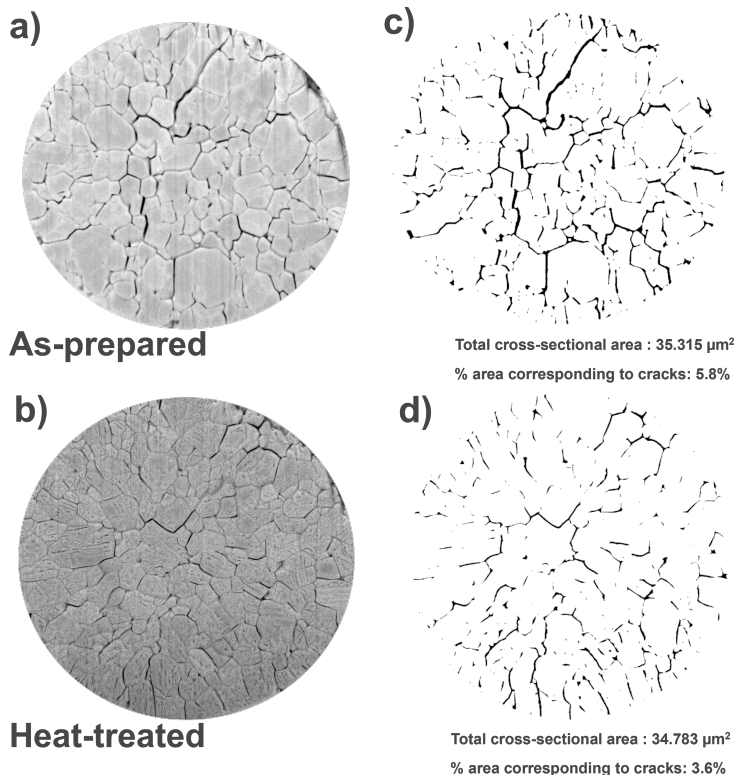 a)
c)
As-prepared
Total cross-sectional area : 35.315 µm²
% area corresponding to cracks: 5.8%
b)
d)
Heat-treated
Total cross-sectional area : 34.783 µm²
% area corresponding to cracks: 3.6%